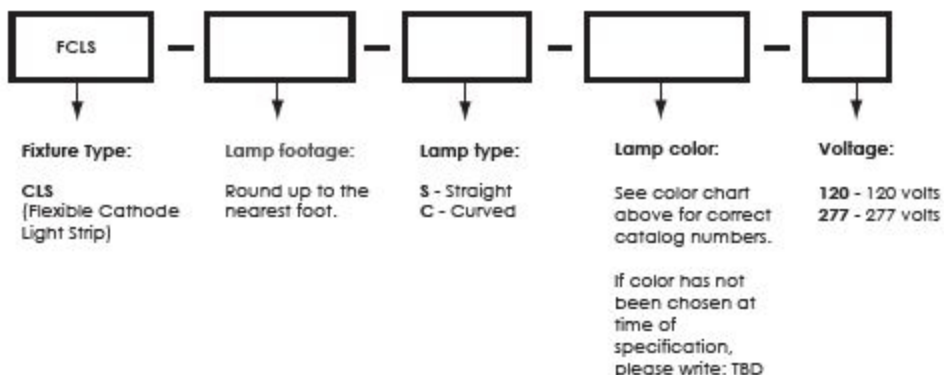 FCLS
Fixture Type:
CLS
(Flexible Cathode
Light Strip)
Lamp footage:
Round up to the
nearest foot.
Lamp type:
S - Straight
C - Curved
Lamp color:
See color chart
above for correct
catalog numbers.
If color has not
been chosen at
time of
specification,
please write: TBD
Voltage:
120 - 120 volts
277 - 277 volts